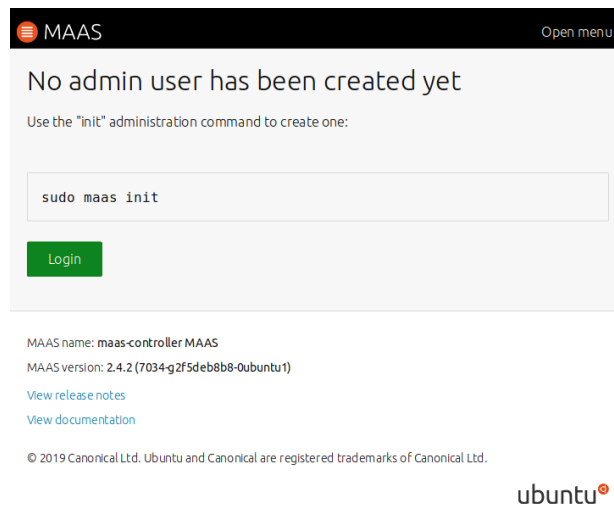 MAAS
Open menu
No admin user has been created yet
Use the "init" administration command to create one:
sudo maas init
Login
MAAS name: maas-controller MAAS
MAAS version: 2.4.2 (7034-g2f5deb8b8-0ubuntu1)
View release notes
View documentation
© 2019 Canonical Ltd. Ubuntu and Canonical are registered trademarks of Canonical Ltd.
ubuntu